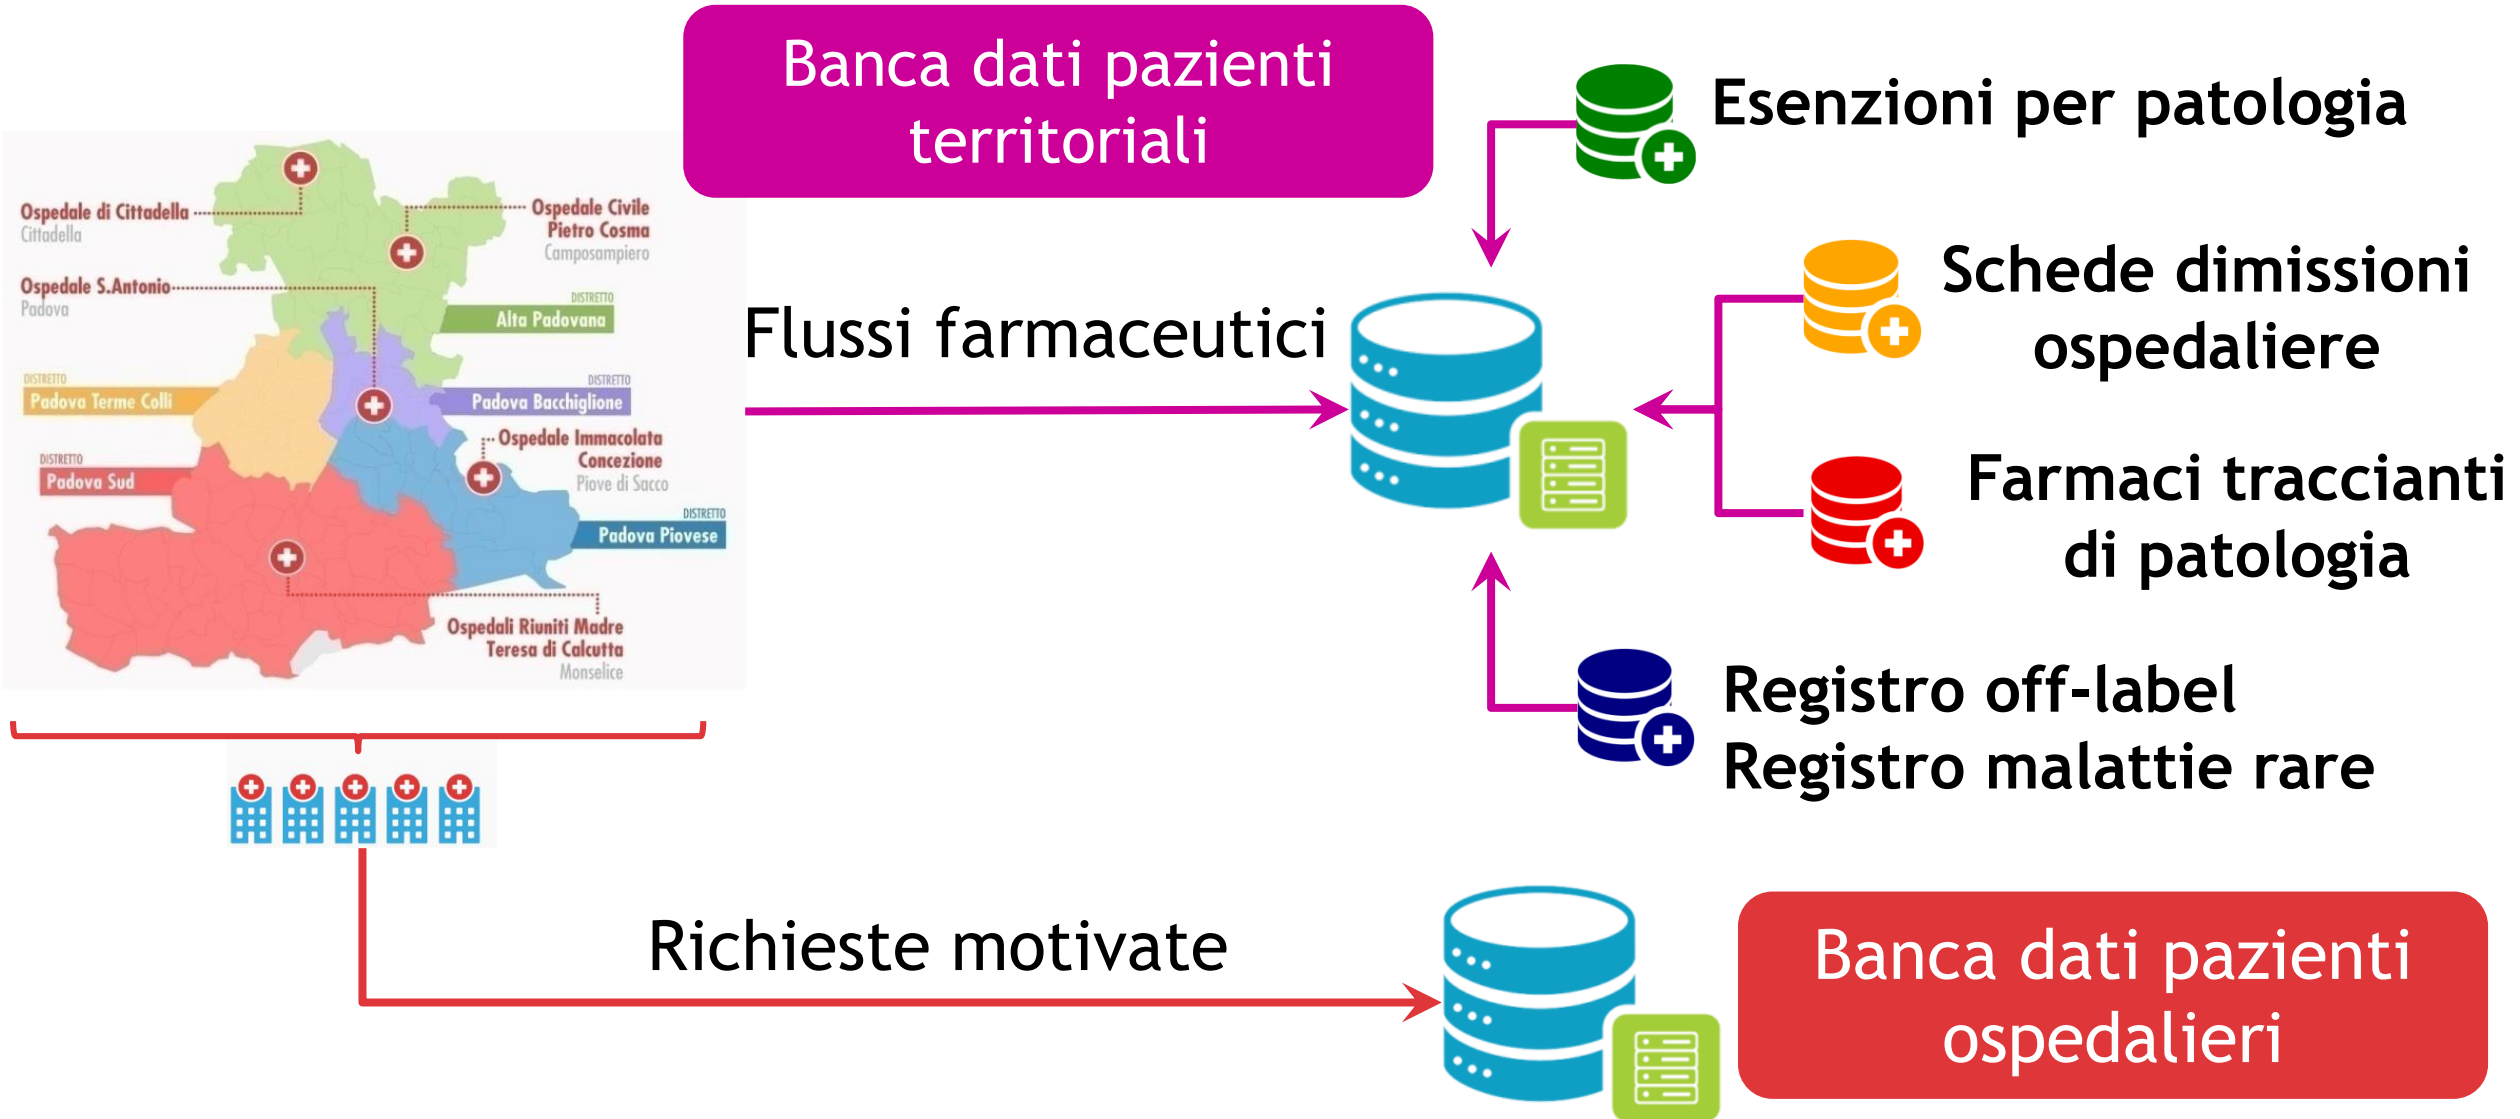 Banca dati pazienti
territoriali
Esenzioni per patologia
Ospedale di Cittadella
Cittadella
Ospedale Civile
Pietro Cosma
Camposampiero
Ospedale S.Antonio
Padova
DISTRETTO
Alta Padovana
Flussi farmaceutici
Schede dimissioni
ospedaliere
DISTRETTO
Padova Terme Colli
DISTRETTO
Padova Bacchiglione
Ospedale Immacolata
Concezione
Piove di Sacco
DISTRETTO
Padova Sud
DISTRETTO
Padova Piovese
Farmaci traccianti
di patologia
Ospedali Riuniti Madre
Teresa di Calcutta
Monselice
Registro off-label
Registro malattie rare
Richieste motivate
Banca dati pazienti
ospedalieri